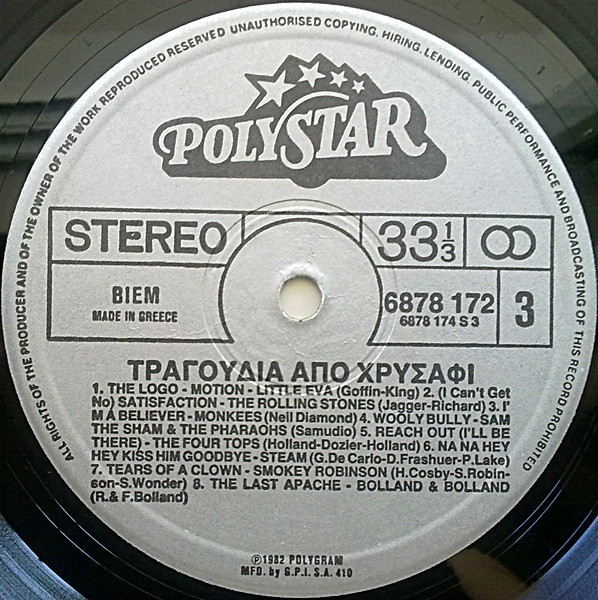 ALL RIGHTS OF THE PRODUCER AND OF THE OWNER OF THE WORK REPRODUCED RESERVED UNAUTHORISED COPYING, HIRING, LENDING, PUBLIC PERFORMANCE AND BROADCASTING OF THIS RECORD PROHIBITED
POLYSTAR
STEREO 33 1/3
BIEM
MADE IN GREECE
6878 172
6878 174 S 3
3
ΤΡΑΓΟΥΔΙΑ ΑΠΟ ΧΡΥΣΑΦΙ
1. THE LOGO - MOTION - LITTLE EVA (Goffin-King) 2. (I Can't Get
No) SATISFACTION - THE ROLLING STONES (Jagger-Richard) 3. I'
M A BELIEVER - MONKEES (Neil Damond) 4. WOOLY BULLY - SAM
THE SHAM & THE PHARAOHS (Samudio) 5. REACH OUT (I'LL BE
THERE) - THE FOUR TOPS (Holland-Dozier-Holland) 6. NA NA HEY
HEY KISS HIM GOODBYE - STEAM (G.De Carlo-D.Frashuer-P.Lake)
7. TEARS OF A CLOWN - SMOKEY ROBINSON (H.Cosby-S.Robin-
son-S.Wonder) 8. THE LAST APACHE - BOLLAND & BOLLAND
(R.& F.Bolland)
Ⓟ1982 POLYGRAM
MFD. by G.P.I. S.A. 410